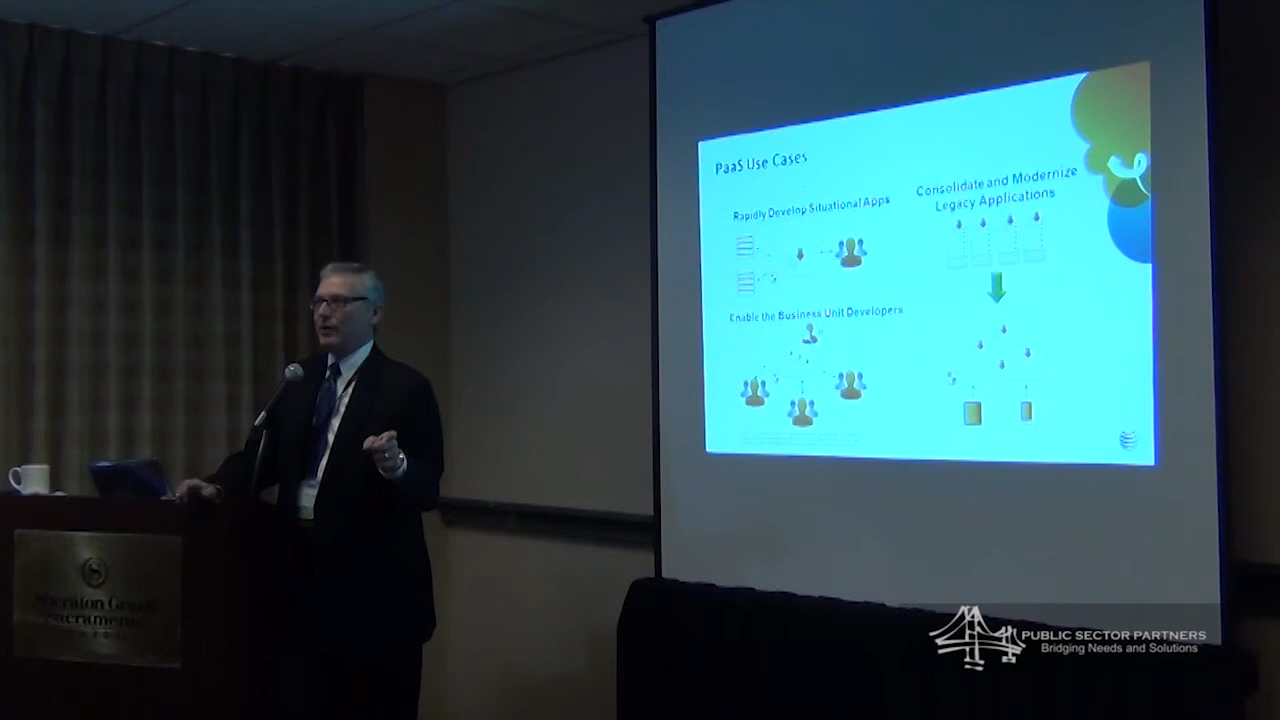 PaaS Use Cases
Rapidly Develop Situational Apps
Consolidate and Modernize
Legacy Applications
Enable the Business Unit Developers
Sheraton Grand
Sacramento
PUBLIC SECTOR PARTNERS
Bridging Needs and Solutions